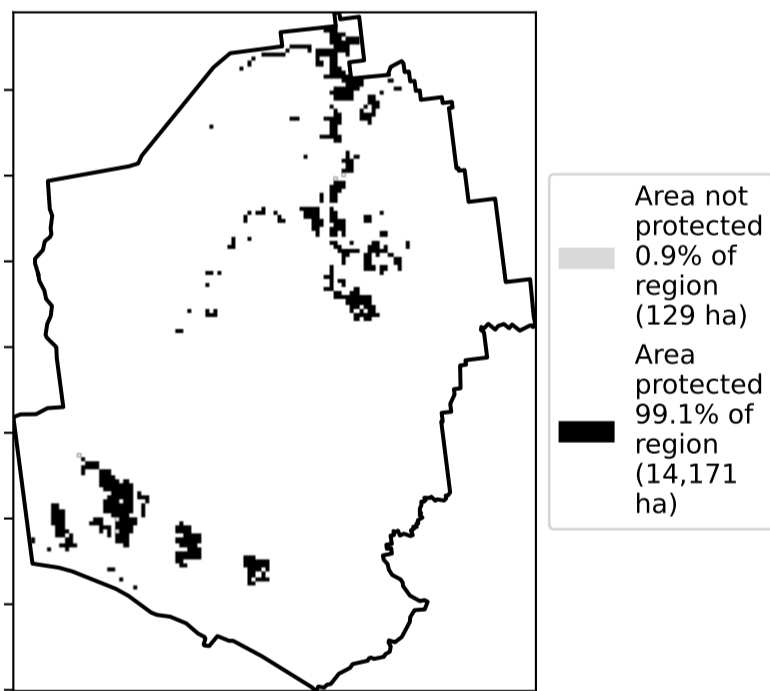 Area not
protected
0.9% of
region
(129 ha)
Area
protected
99.1% of
region
(14,171
ha)